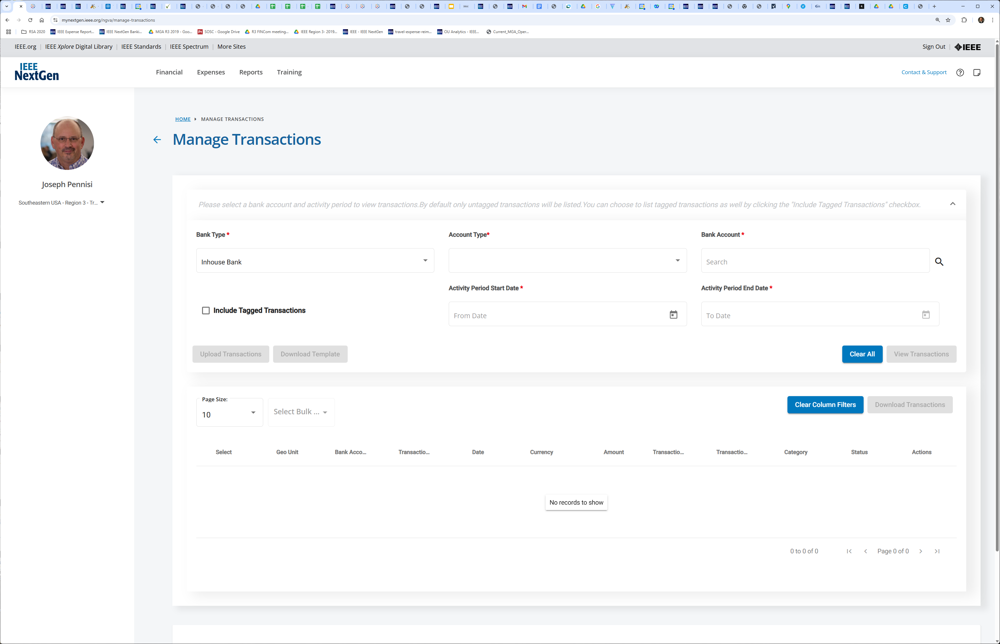 mynextgen.ieee.org/ngva/manage-transactions
RSA 2020
IEEE Expense Report...
IEEE NextGen Banki...
MGA R3 2019 - Goo...
SOSC - Google Drive
R3 FINCom meeting...
IEEE Region 3- 2019...
IEEE - IEEE NextGen
travel-expense-reim...
OU Analytics - IEEE...
Current_MGA_Oper...
IEEE.org | IEEE Xplore Digital Library | IEEE Standards | IEEE Spectrum | More Sites
Sign Out | IEEE
IEEE
NextGen
Financial
Expenses
Reports
Training
Contact & Support
HOME
MANAGE TRANSACTIONS
Manage Transactions
Joseph Pennisi
Southeastern USA - Region 3 - Tr...
Please select a bank account and activity period to view transactions.By default only untagged transactions will be listed.You can choose to list tagged transactions as well by clicking the "Include Tagged Transactions" checkbox.
Bank Type *
Account Type*
Bank Account *
Inhouse Bank
Search
Activity Period Start Date *
Activity Period End Date *
Include Tagged Transactions
From Date
To Date
Upload Transactions
Download Template
Clear All
View Transactions
Page Size:
10
Select Bulk ...
Clear Column Filters
Download Transactions
Select
Geo Unit
Bank Acco...
Transactio...
Date
Currency
Amount
Transactio...
Transactio...
Category
Status
Actions
No records to show
0 to 0 of 0
Page 0 of 0